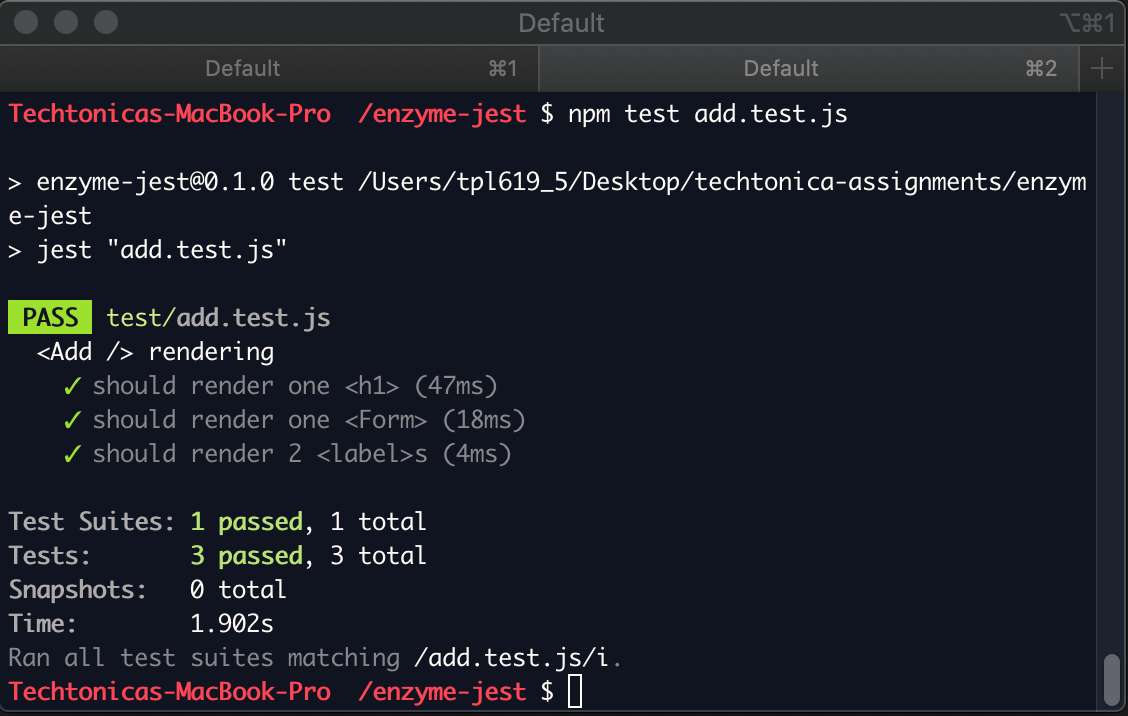 Default ⌥⌘1
Default ⌘1 Default ⌘2 +
Techtonicas-MacBook-Pro  /enzyme-jest $ npm test add.test.js
> enzyme-jest@0.1.0 test /Users/tpl619_5/Desktop/techtonica-assignments/enzym
e-jest
> jest "add.test.js"
PASS test/add.test.js
<Add /> rendering
✓ should render one <h1> (47ms)
✓ should render one <Form> (18ms)
✓ should render 2 <label>s (4ms)
Test Suites: 1 passed, 1 total
Tests:       3 passed, 3 total
Snapshots:   0 total
Time:        1.902s
Ran all test suites matching /add.test.js/i.
Techtonicas-MacBook-Pro  /enzyme-jest $